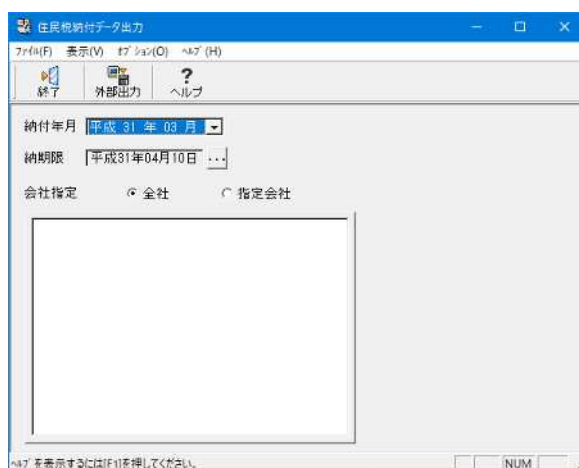 住民税納付データ出力
ファイル(F) 表示(V) オプション(O) ヘルプ(H)
終了 外部出力 ヘルプ
納付年月 平成 31 年 03 月
納期限 平成31年04月10日 ...
会社指定 全社 指定会社
ヘルプを表示するには[F1]を押してください。 NUM